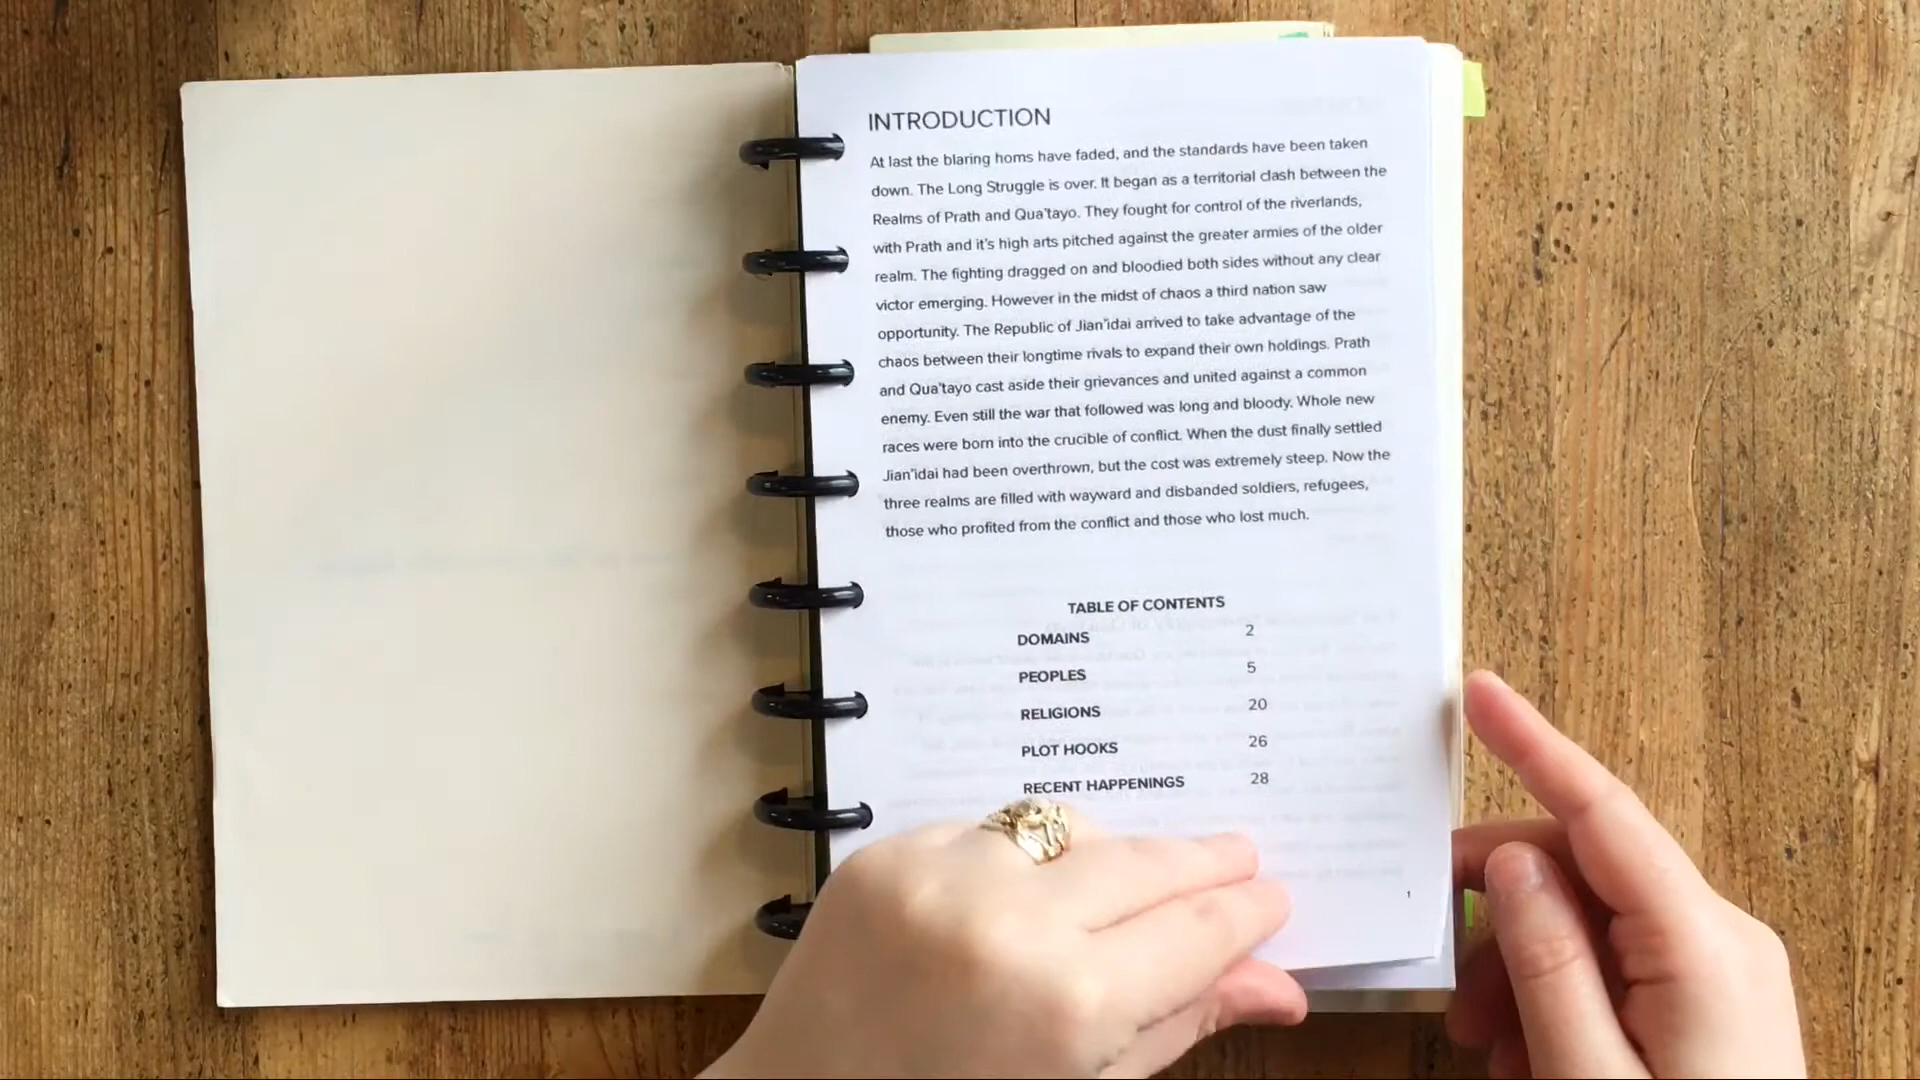 INTRODUCTION
At last the blaring horns have faded, and the standards have been taken
down. The Long Struggle is over. It began as a territorial clash between the
Realms of Prath and Qua'tayo. They fought for control of the riverlands,
with Prath and it's high arts pitched against the greater armies of the older
realm. The fighting dragged on and bloodied both sides without any clear
victor emerging. However in the midst of chaos a third nation saw
opportunity. The Republic of Jian'idai arrived to take advantage of the
chaos between their longtime rivals to expand their own holdings. Prath
and Qua'tayo cast aside their grievances and united against a common
enemy. Even still the war that followed was long and bloody. Whole new
races were born into the crucible of conflict. When the dust finally settled
Jian'idai had been overthrown, but the cost was extremely steep. Now the
three realms are filled with wayward and disbanded soldiers, refugees,
those who profited from the conflict and those who lost much.
TABLE OF CONTENTS
DOMAINS 2
PEOPLES 5
RELIGIONS 20
PLOT HOOKS 26
RECENT HAPPENINGS 28
1